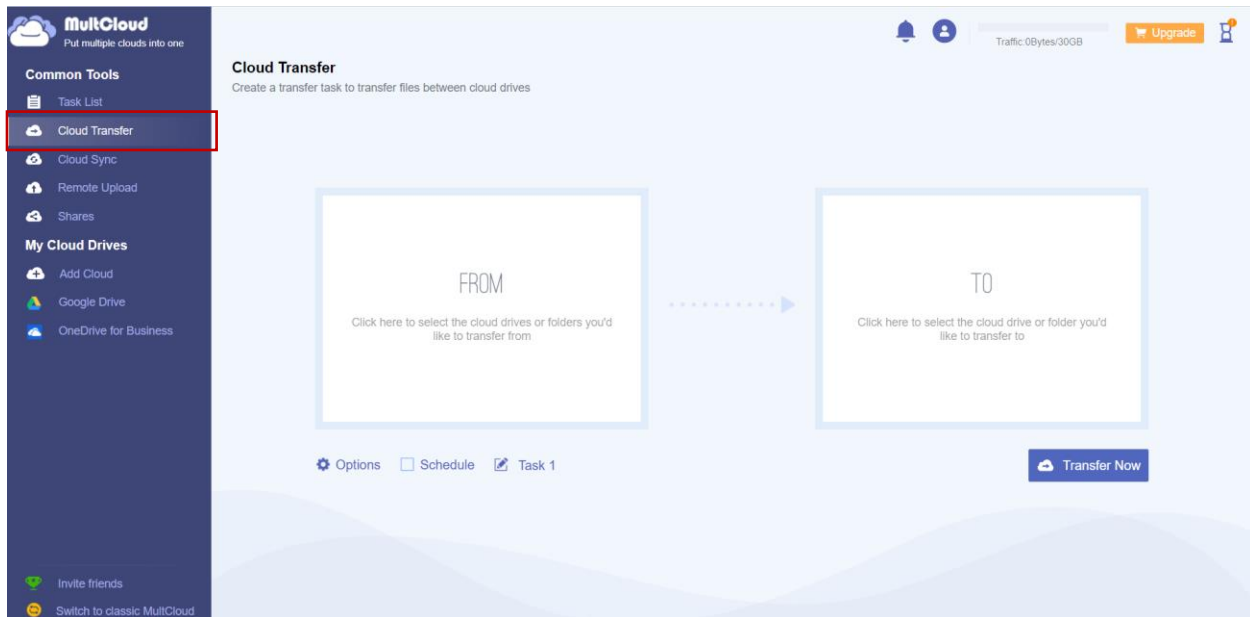 MultCloud
Put multiple clouds into one
Common Tools
Task List
Cloud Transfer
Cloud Sync
Remote Upload
Shares
My Cloud Drives
Add Cloud
Google Drive
OneDrive for Business
Invite friends
Switch to classic MultCloud
Traffic:0Bytes/30GB
Upgrade
Cloud Transfer
Create a transfer task to transfer files between cloud drives
FROM
Click here to select the cloud drives or folders you'd
like to transfer from
TO
Click here to select the cloud drive or folder you'd
like to transfer to
Options
Schedule
Task 1
Transfer Now